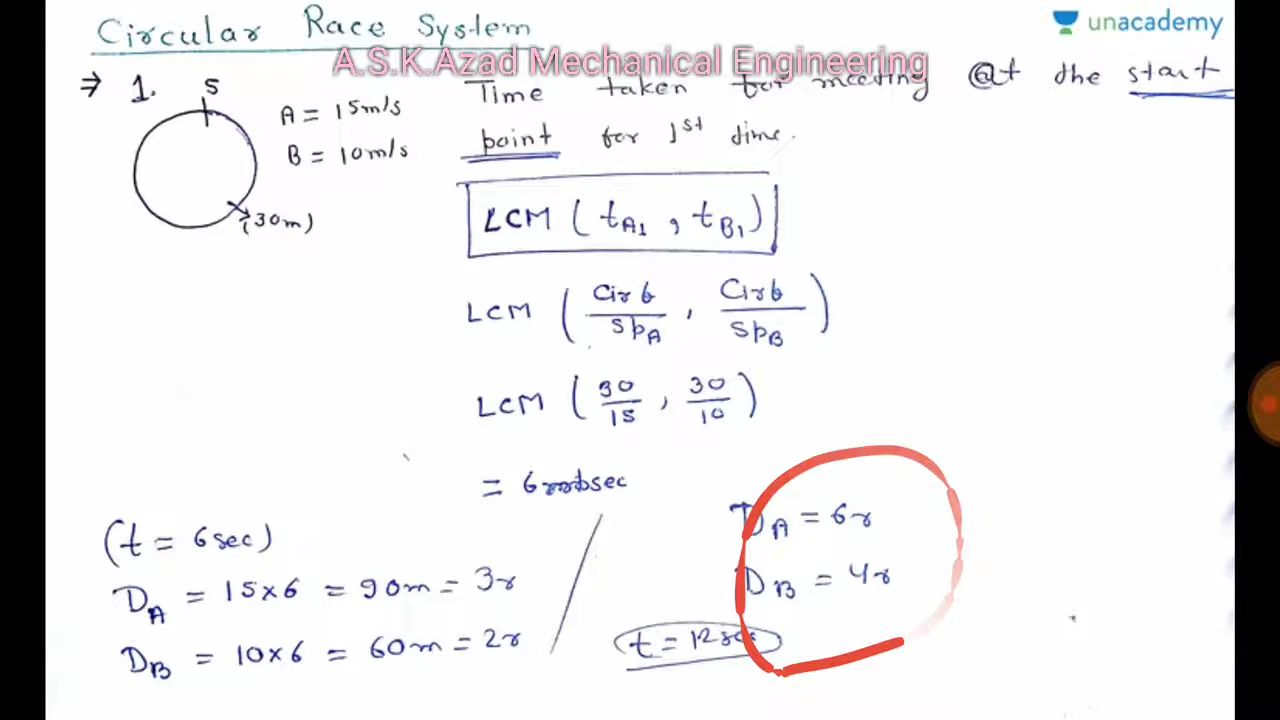 Circular Race System
unacademy
A.S.K.Azad Mechanical Engineering
⇒ 1. S
A = 15m/s
B = 10m/s
(30m)
Time taken for meeting @t the start
point for 1st time.
LCM ( tA1 , tB1 )
LCM ( Cirb/SpA , Cirb/SpB )
LCM ( 30/15 , 30/10 )
= 6 sec
(t = 6sec)
DA = 15×6 = 90m = 3r
DB = 10×6 = 60m = 2r
DA = 6r
DB = 4r
t = 12sec